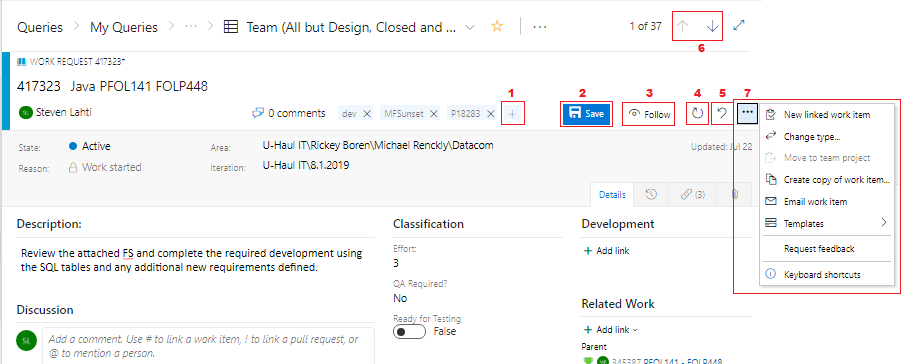 Queries > My Queries > ··· > Team (All but Design, Closed and ... ···
1 of 37
6
WORK REQUEST 417323*
417323 Java PFOL141 FOLP448
1 2 3 4 5 7
SL Steven Lahti 0 comments dev × MFSunset × P18283 × + Save Follow ···
State: Active
Reason: Work started
Area: U-Haul IT\Rickey Boren\Michael Renckly\Datacom
Iteration: U-Haul IT\8.1.2019
Updated: Jul 22
Details (3)
New linked work item
Change type...
Move to team project
Create copy of work item...
Email work item
Templates >
Request feedback
Keyboard shortcuts
Description:
Review the attached FS and complete the required development using
the SQL tables and any additional new requirements defined.
Discussion
SL Add a comment. Use # to link a work item, ! to link a pull request, or
@ to mention a person.
Classification
Effort:
3
QA Required?
No
Ready for Testing
False
Development
+ Add link
Related Work
+ Add link
Parent
345387 PFOL141 - FOLP448